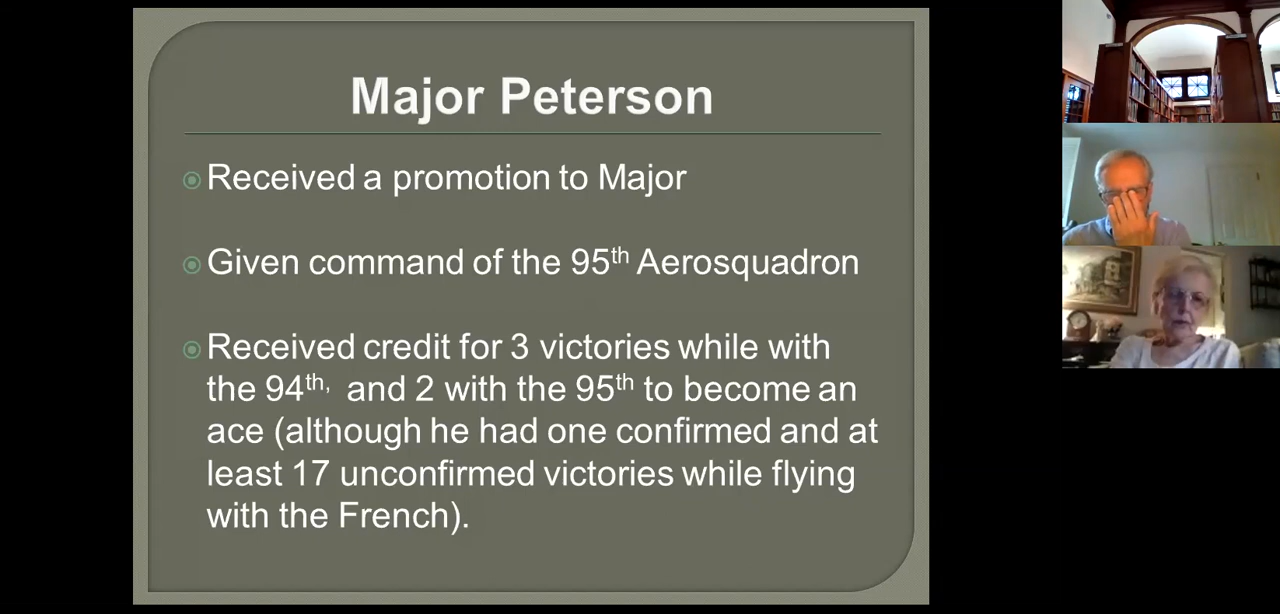 Major Peterson
Received a promotion to Major
Given command of the 95th Aerosquadron
Received credit for 3 victories while with
the 94th, and 2 with the 95th to become an
ace (although he had one confirmed and at
least 17 unconfirmed victories while flying
with the French).